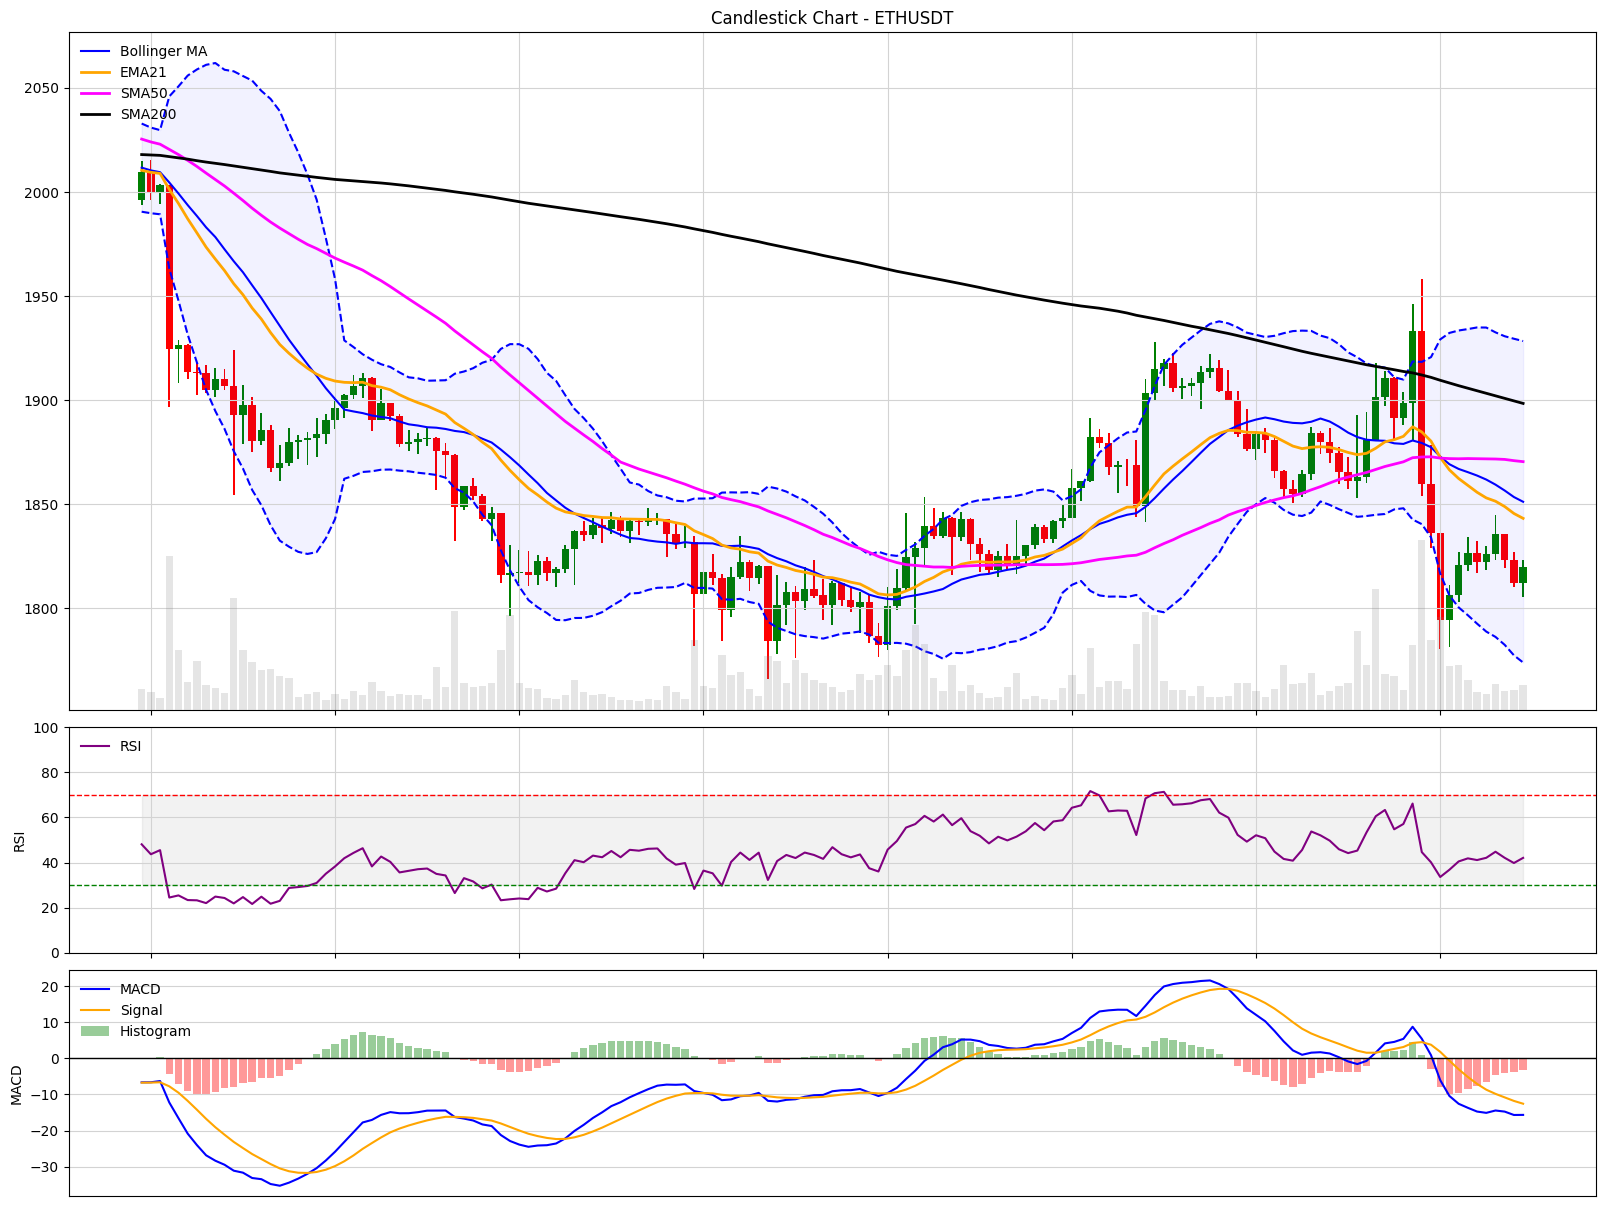 Candlestick Chart - ETHUSDT
Bollinger MA
EMA21
SMA50
SMA200
2050
2000
1950
1900
1850
1800
RSI
100
80
60
40
20
0
RSI
MACD
Signal
Histogram
20
10
0
−10
−20
−30
MACD